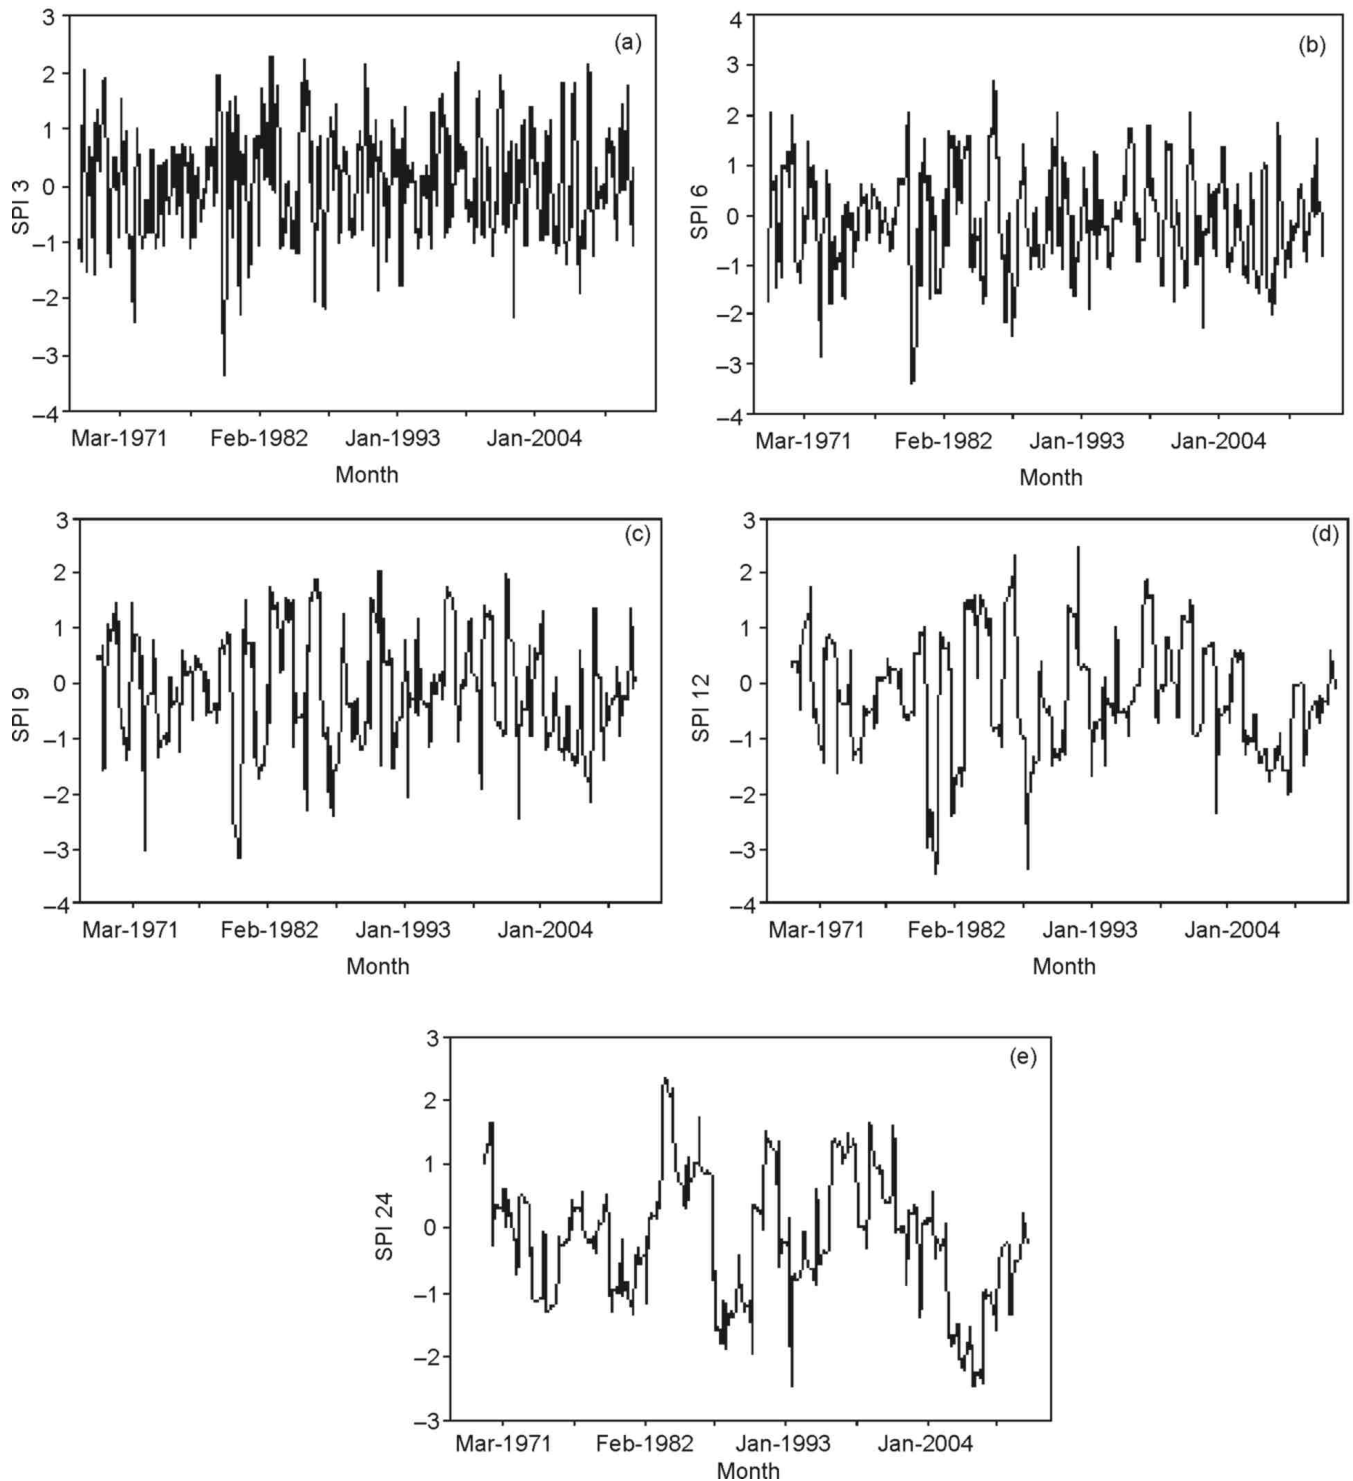 3
2
1
0
–1
–2
–3
–4
SPI 3
(a)
Mar-1971 Feb-1982 Jan-1993 Jan-2004
Month
4
3
2
1
0
–1
–2
–3
–4
SPI 6
(b)
Mar-1971 Feb-1982 Jan-1993 Jan-2004
Month
3
2
1
0
–1
–2
–3
–4
SPI 9
(c)
Mar-1971 Feb-1982 Jan-1993 Jan-2004
Month
3
2
1
0
–1
–2
–3
–4
SPI 12
(d)
Mar-1971 Feb-1982 Jan-1993 Jan-2004
Month
3
2
1
0
–1
–2
–3
SPI 24
(e)
Mar-1971 Feb-1982 Jan-1993 Jan-2004
Month